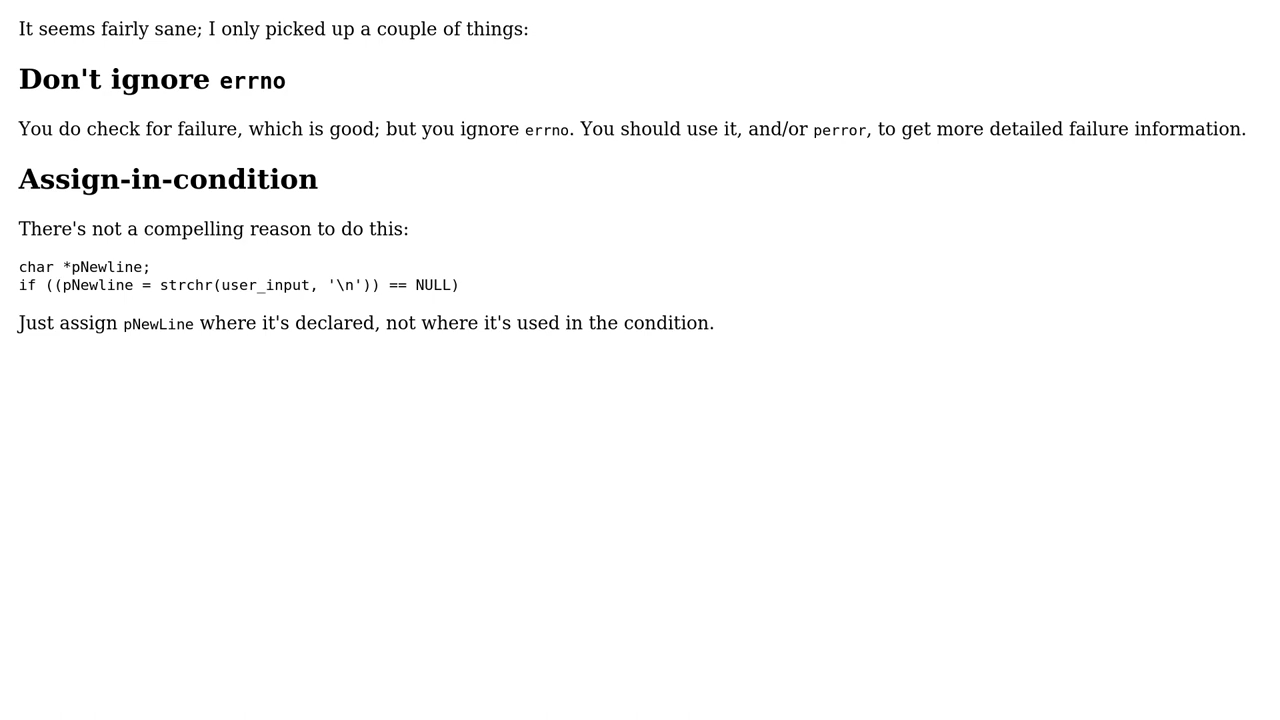 It seems fairly sane; I only picked up a couple of things:
Don't ignore errno
You do check for failure, which is good; but you ignore errno. You should use it, and/or perror, to get more detailed failure information.
Assign-in-condition
There's not a compelling reason to do this:
char *pNewline;
if ((pNewline = strchr(user_input, '\n')) == NULL)
Just assign pNewLine where it's declared, not where it's used in the condition.